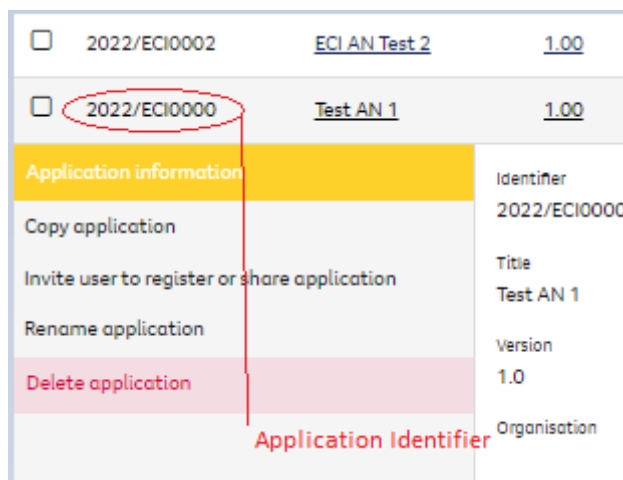 2022/ECI0002 ECI AN Test 2 1.00
2022/ECI0000 Test AN 1 1.00
Application information
Copy application
Invite user to register or share application
Rename application
Delete application
Identifier
2022/ECI0000
Title
Test AN 1
Version
1.0
Organisation
Application Identifier